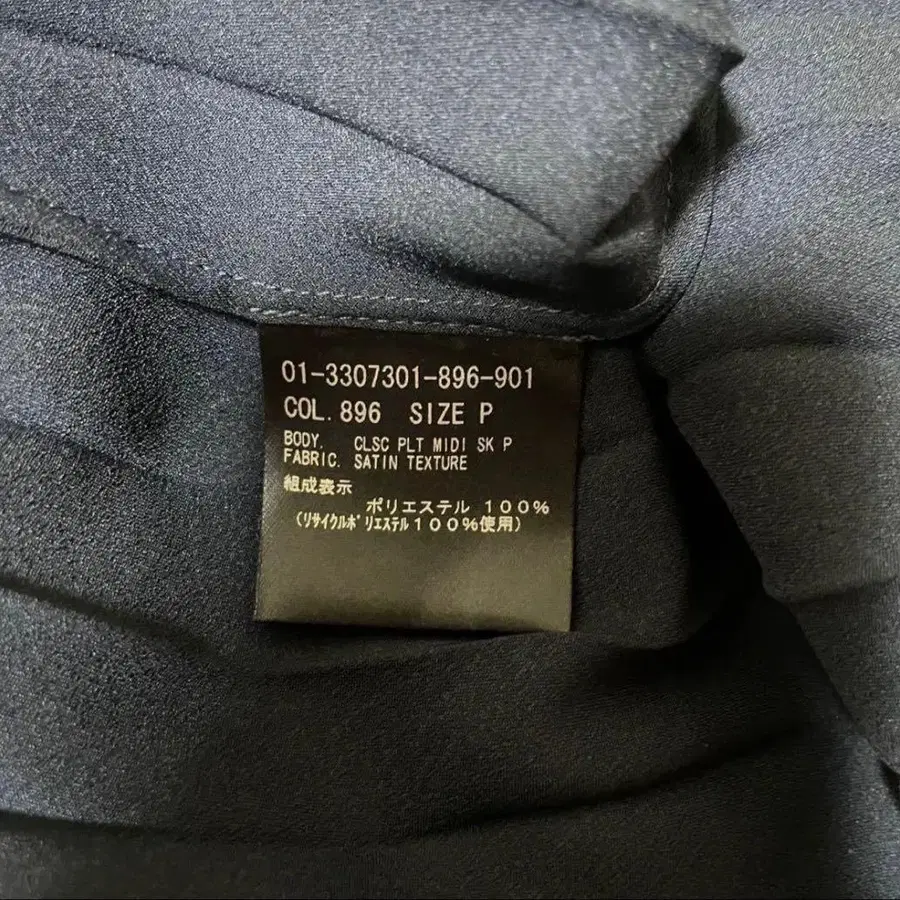 01-3307301-896-901
COL. 896 SIZE P
BODY. CLSC PLT MIDI SK P
FABRIC. SATIN TEXTURE
組成表示
ポリエステル 100%
(ﾘｻｲｸﾙﾎﾟﾘｴｽﾃﾙ100%使用)